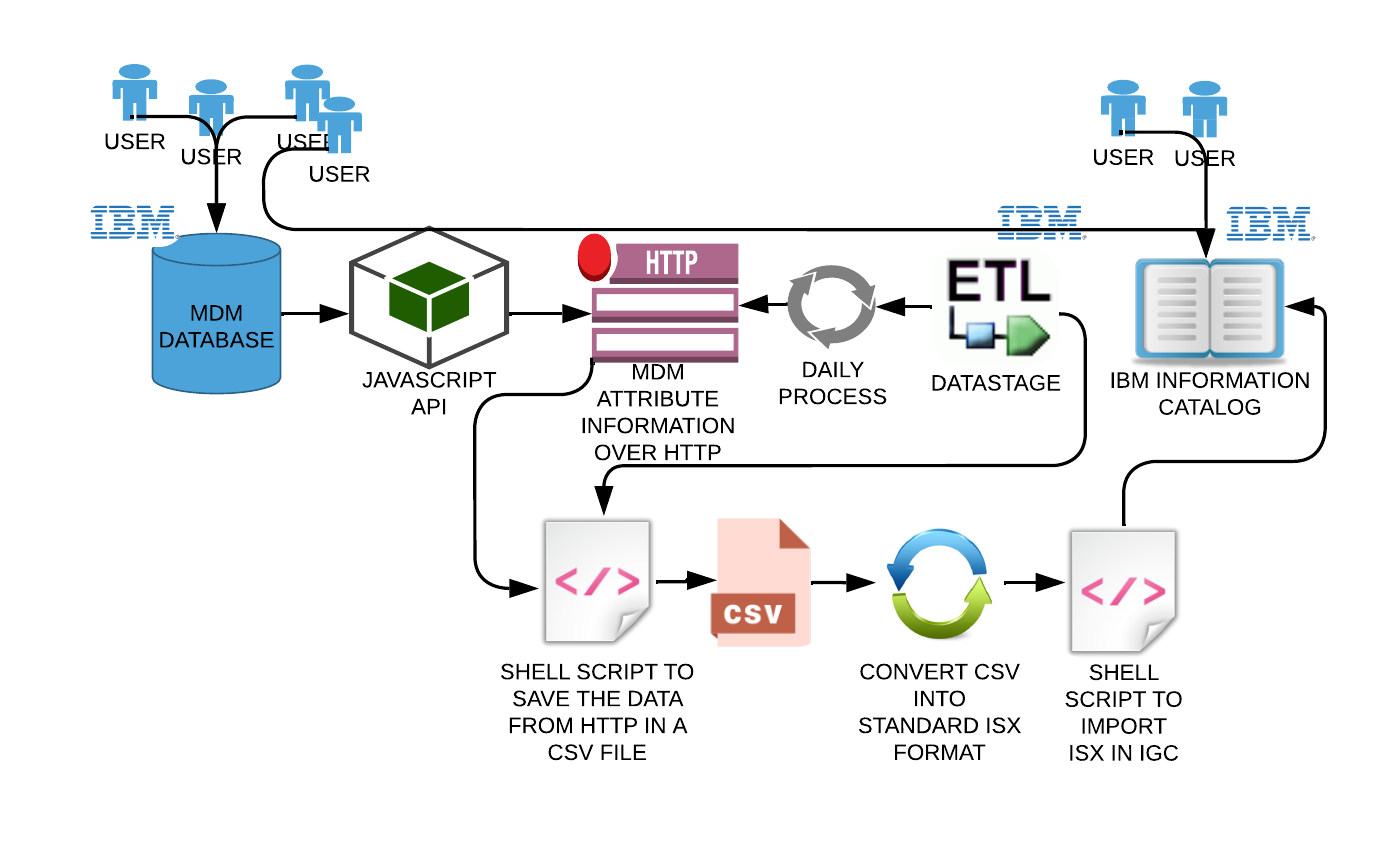 USER
USER
USER
USER
USER
USER
IBM
IBM
IBM
HTTP
ETL
MDM
DATABASE
JAVASCRIPT
API
MDM
ATTRIBUTE
INFORMATION
OVER HTTP
DAILY
PROCESS
DATASTAGE
IBM INFORMATION
CATALOG
</>
CSV
</>
SHELL SCRIPT TO
SAVE THE DATA
FROM HTTP IN A
CSV FILE
CONVERT CSV
INTO
STANDARD ISX
FORMAT
SHELL
SCRIPT TO
IMPORT
ISX IN IGC